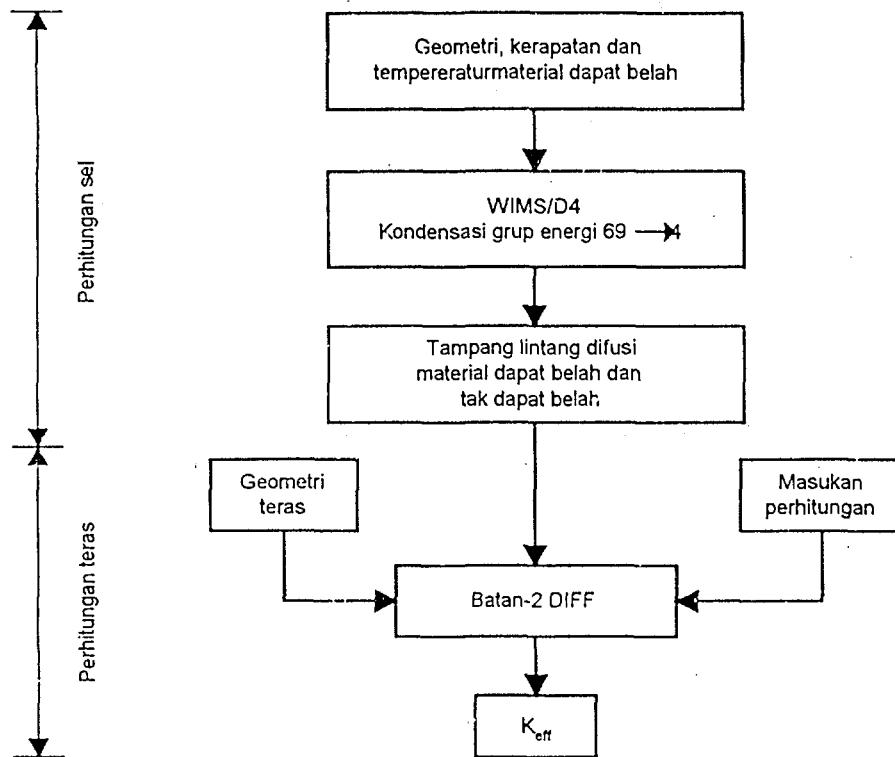 Geometri, kerapatan dan
tempereraturmaterial dapat belah
WIMS/D4
Kondensasi grup energi 69 → 4
Tampang lintang difusi
material dapat belah dan
tak dapat belah
Perhitungan sel
Geometri
teras
Masukan
perhitungan
Batan-2 DIFF
K_eff
Perhitungan teras